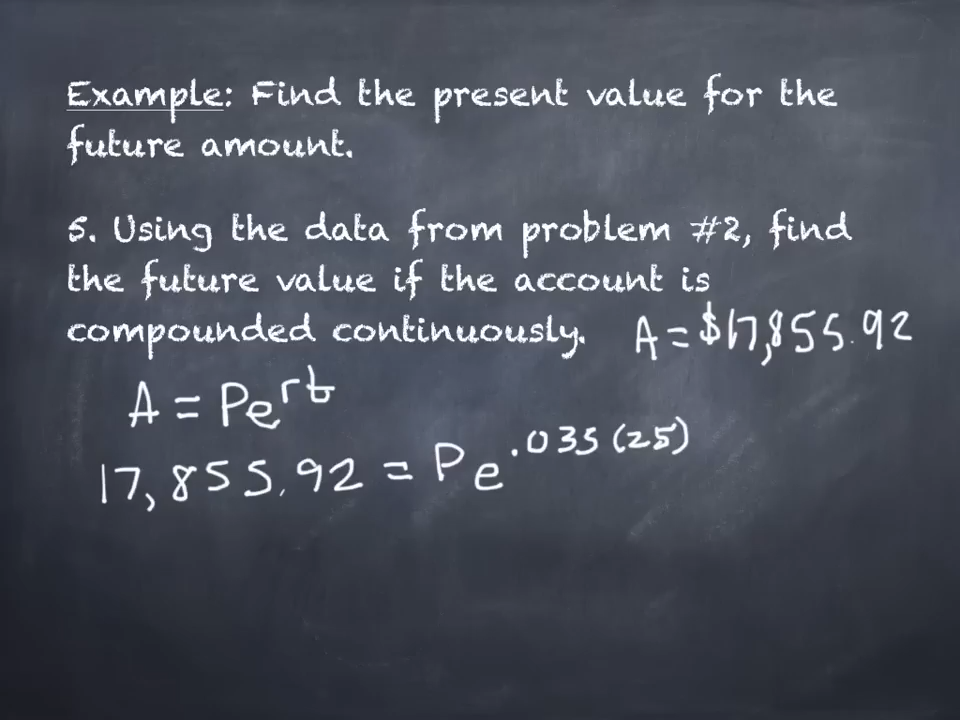 Example: Find the present value for the
future amount.
5. Using the data from problem #2, find
the future value if the account is
compounded continuously. A = $17,855.92
A = Pe^rt
17,855.92 = Pe^.035(25)